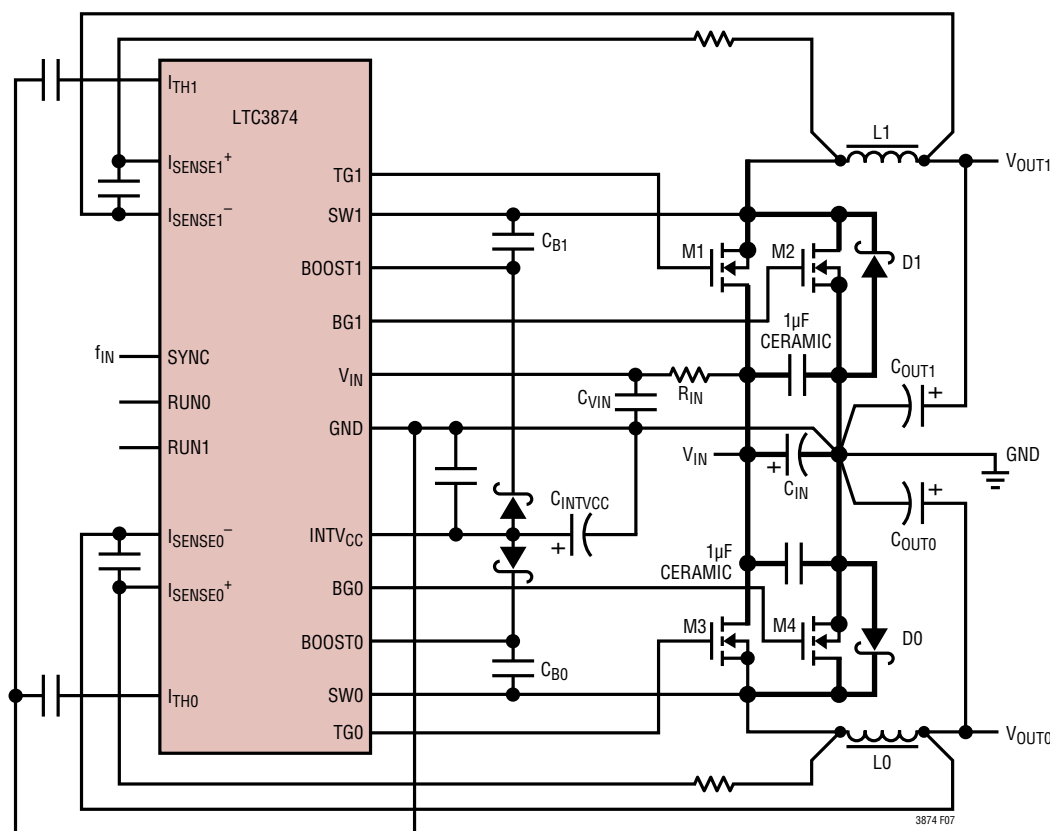 LTC3874
I_TH1
I_SENSE1^+
I_SENSE1^–
SYNC
f_IN
RUN0
RUN1
I_SENSE0^–
I_SENSE0^+
I_TH0
TG1
SW1
BOOST1
BG1
V_IN
GND
INTV_CC
BG0
BOOST0
SW0
TG0
C_B1
C_VIN
R_IN
C_INTVCC
C_B0
L1
V_OUT1
M1
M2
D1
1µF
CERAMIC
C_OUT1
+
V_IN
+
C_IN
GND
+
C_OUT0
+
1µF
CERAMIC
M3
M4
D0
L0
V_OUT0
3874 F07